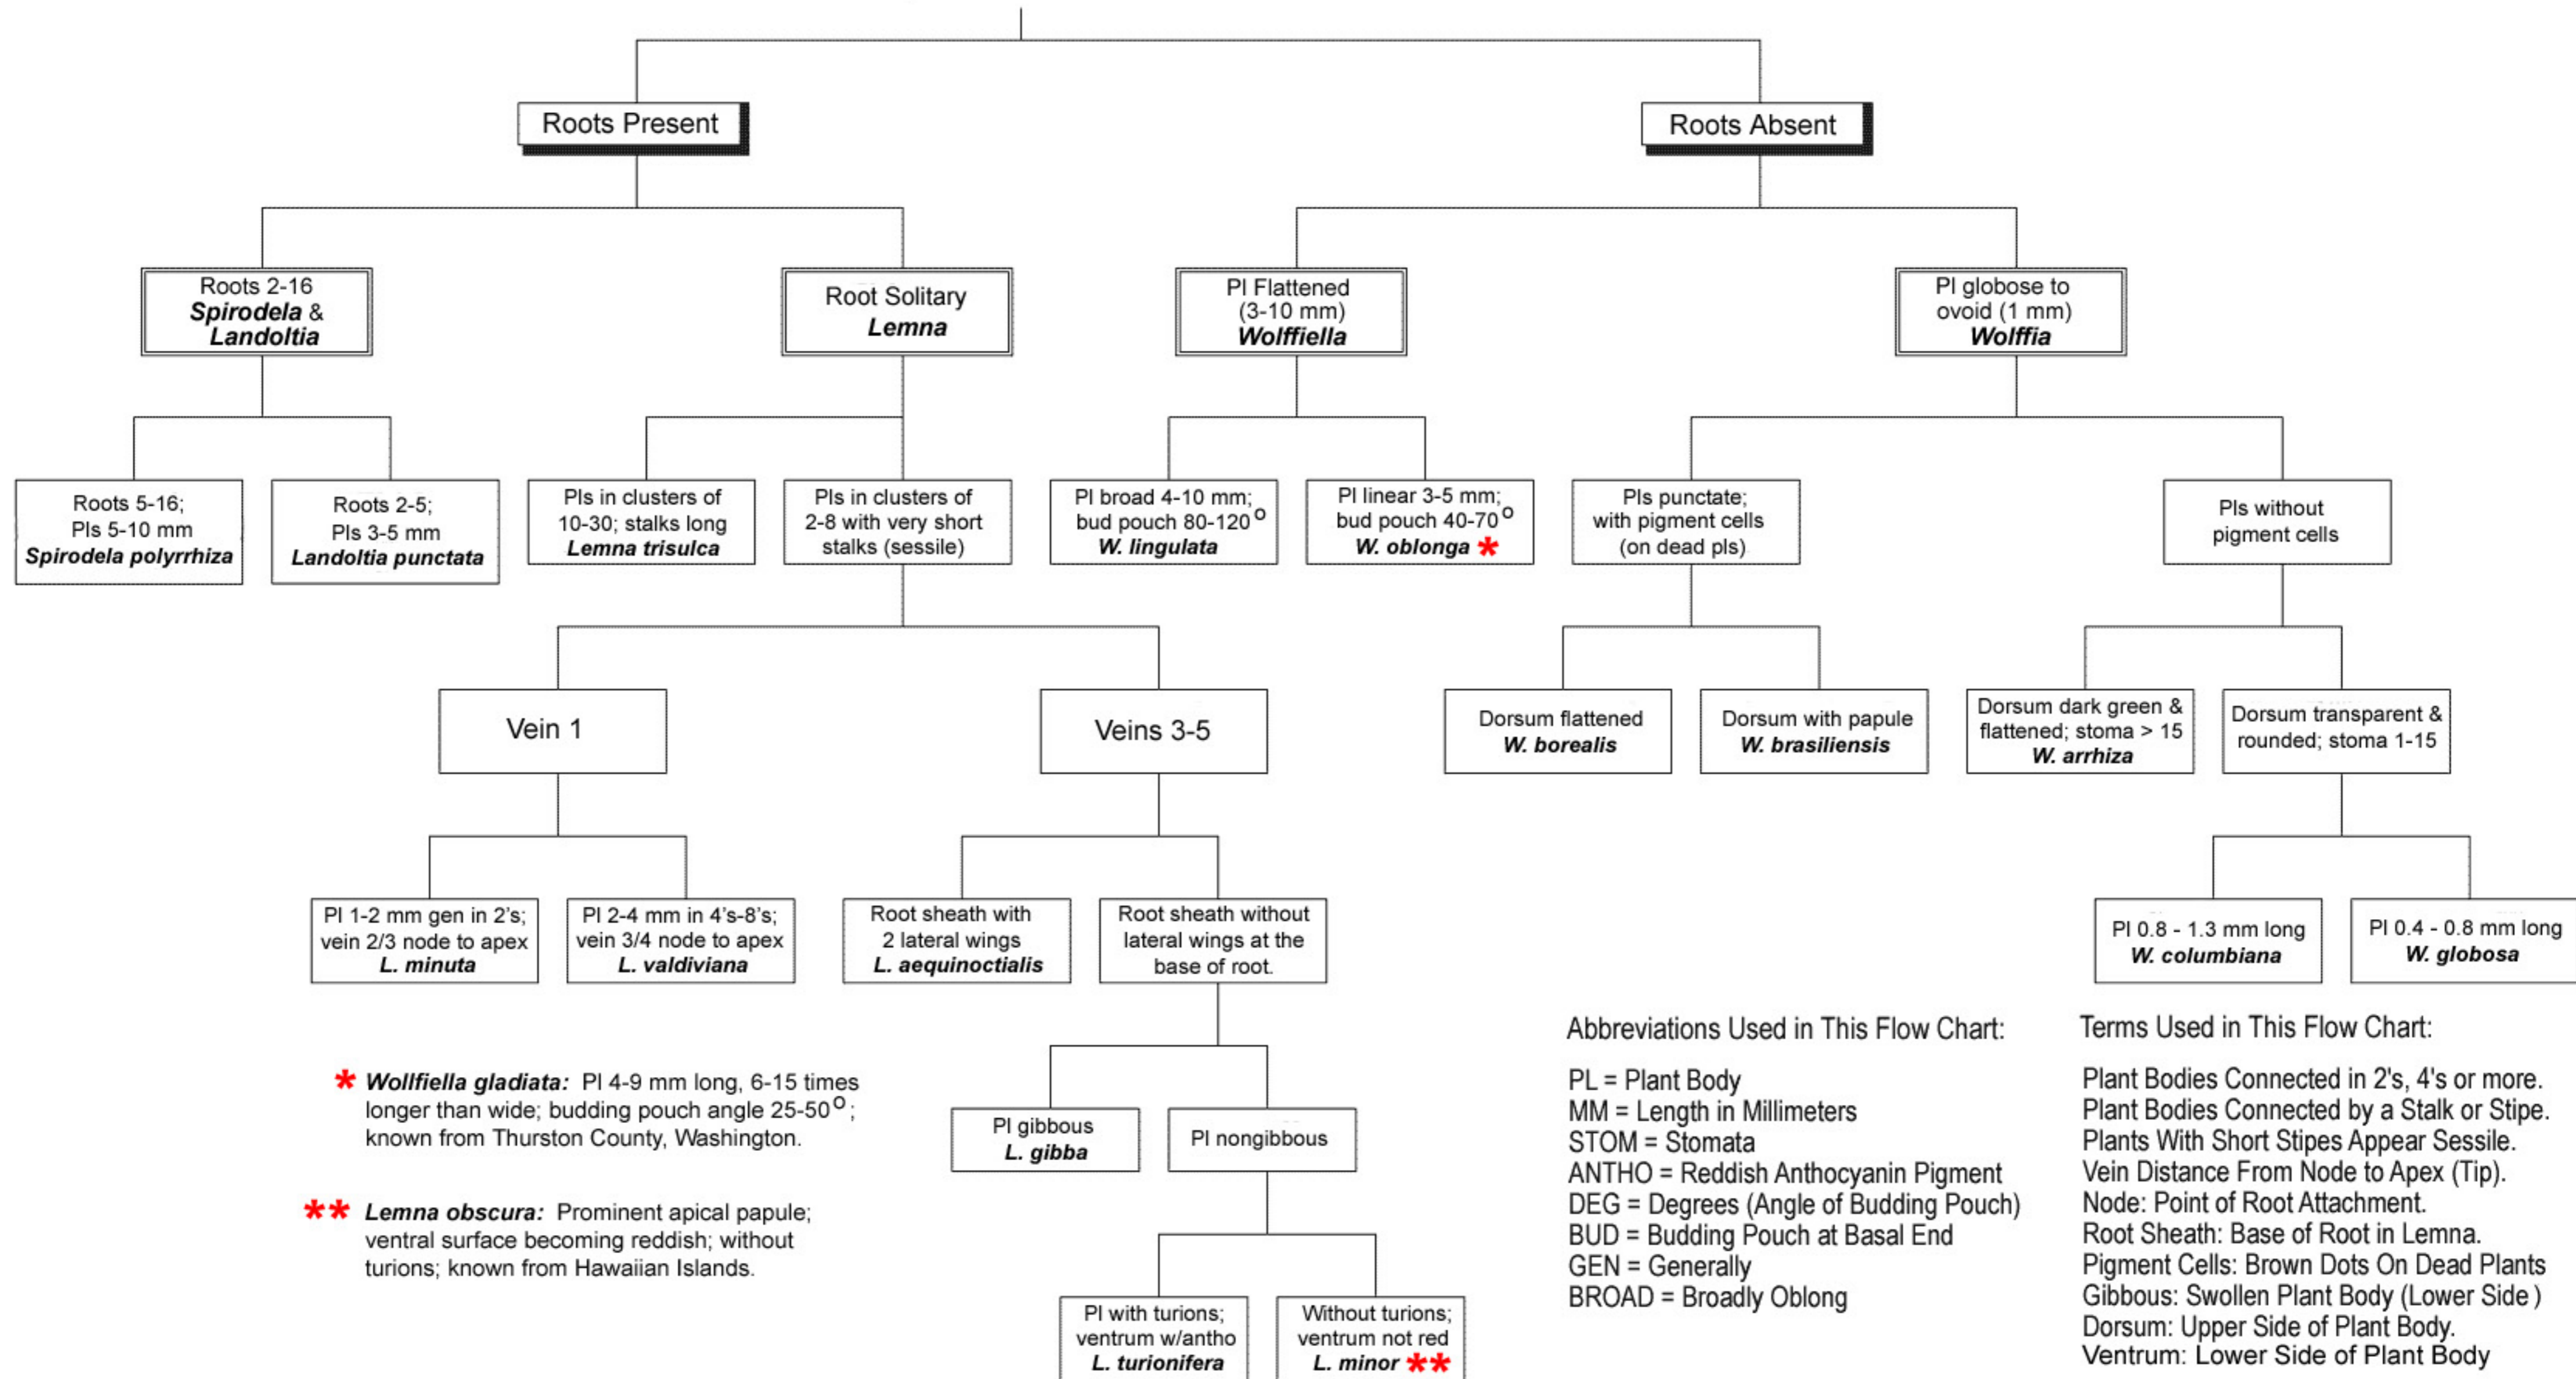 Roots Present
Roots Absent
Roots 2-16
Spirodela &
Landoltia
Root Solitary
Lemna
Pl Flattened
(3-10 mm)
Wolffiella
Pl globose to
ovoid (1 mm)
Wolffia
Roots 5-16;
Pls 5-10 mm
Spirodela polyrrhiza
Roots 2-5;
Pls 3-5 mm
Landoltia punctata
Pls in clusters of
10-30; stalks long
Lemna trisulca
Pls in clusters of
2-8 with very short
stalks (sessile)
Pl broad 4-10 mm;
bud pouch 80-120°
W. lingulata
Pl linear 3-5 mm;
bud pouch 40-70°
W. oblonga *
Pls punctate;
with pigment cells
(on dead pls)
Pls without
pigment cells
Vein 1
Veins 3-5
Dorsum flattened
W. borealis
Dorsum with papule
W. brasiliensis
Dorsum dark green &
flattened; stoma > 15
W. arrhiza
Dorsum transparent &
rounded; stoma 1-15
Pl 1-2 mm gen in 2's;
vein 2/3 node to apex
L. minuta
Pl 2-4 mm in 4's-8's;
vein 3/4 node to apex
L. valdiviana
Root sheath with
2 lateral wings
L. aequinoctialis
Root sheath without
lateral wings at the
base of root.
Pl 0.8 - 1.3 mm long
W. columbiana
Pl 0.4 - 0.8 mm long
W. globosa
Pl gibbous
L. gibba
Pl nongibbous
Pl with turions;
ventrum w/antho
L. turionifera
Without turions;
ventrum not red
L. minor **
* Wollfiella gladiata: Pl 4-9 mm long, 6-15 times
longer than wide; budding pouch angle 25-50°;
known from Thurston County, Washington.
** Lemna obscura: Prominent apical papule;
ventral surface becoming reddish; without
turions; known from Hawaiian Islands.
Abbreviations Used in This Flow Chart:
PL = Plant Body
MM = Length in Millimeters
STOM = Stomata
ANTHO = Reddish Anthocyanin Pigment
DEG = Degrees (Angle of Budding Pouch)
BUD = Budding Pouch at Basal End
GEN = Generally
BROAD = Broadly Oblong
Terms Used in This Flow Chart:
Plant Bodies Connected in 2's, 4's or more.
Plant Bodies Connected by a Stalk or Stipe.
Plants With Short Stipes Appear Sessile.
Vein Distance From Node to Apex (Tip).
Node: Point of Root Attachment.
Root Sheath: Base of Root in Lemna.
Pigment Cells: Brown Dots On Dead Plants
Gibbous: Swollen Plant Body (Lower Side )
Dorsum: Upper Side of Plant Body.
Ventrum: Lower Side of Plant Body